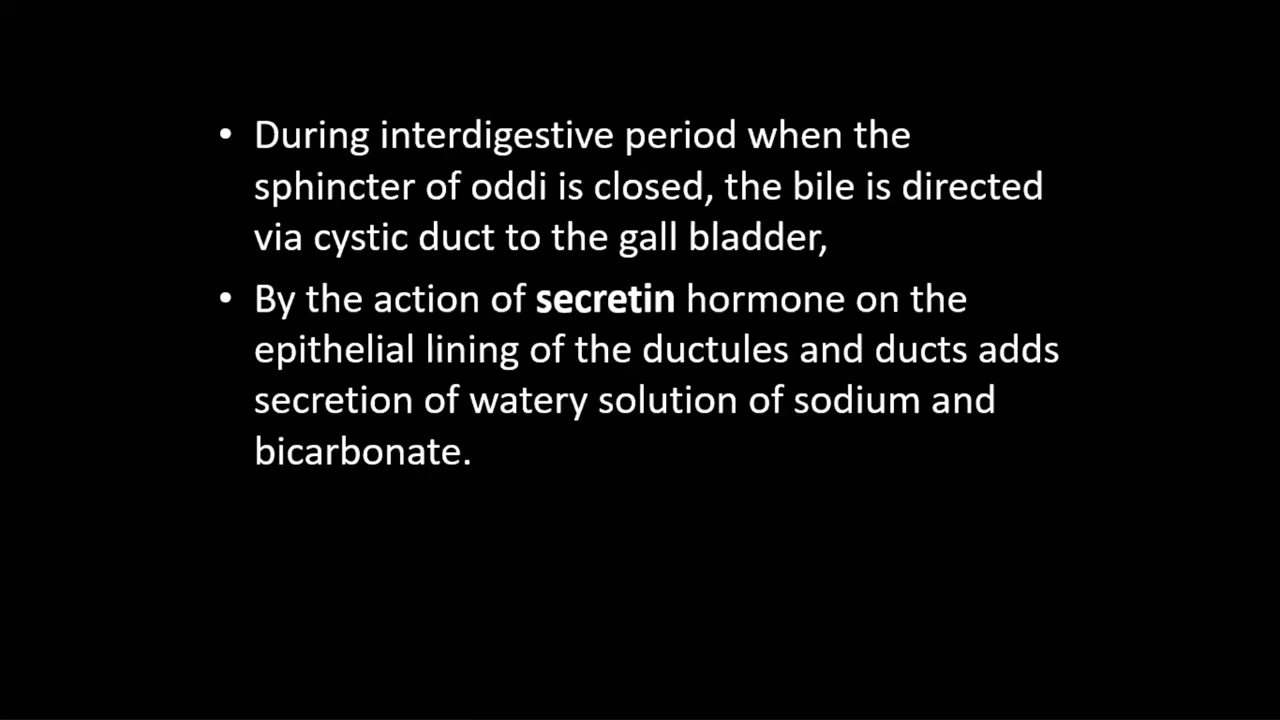 • During interdigestive period when the
sphincter of oddi is closed, the bile is directed
via cystic duct to the gall bladder,
• By the action of secretin hormone on the
epithelial lining of the ductules and ducts adds
secretion of watery solution of sodium and
bicarbonate.